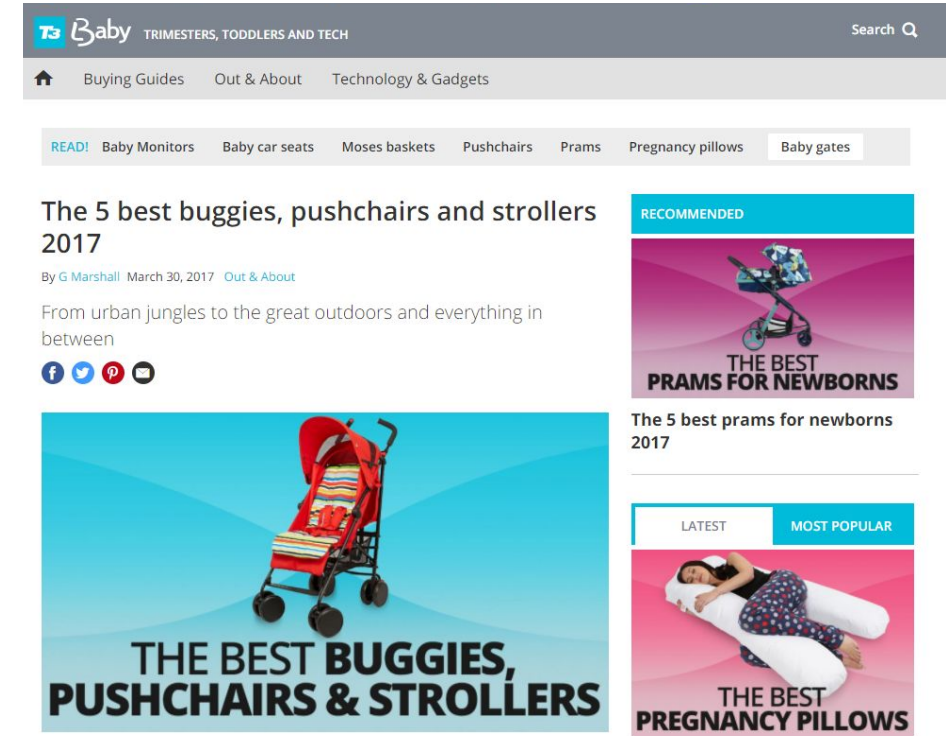 T3 Baby TRIMESTERS, TODDLERS AND TECH
Search
Buying Guides Out & About Technology & Gadgets
READ! Baby Monitors Baby car seats Moses baskets Pushchairs Prams Pregnancy pillows Baby gates
The 5 best buggies, pushchairs and strollers
2017
By G Marshall March 30, 2017 Out & About
From urban jungles to the great outdoors and everything in
between
THE BEST BUGGIES,
PUSHCHAIRS & STROLLERS
RECOMMENDED
THE BEST
PRAMS FOR NEWBORNS
The 5 best prams for newborns
2017
LATEST MOST POPULAR
THE BEST
PREGNANCY PILLOWS